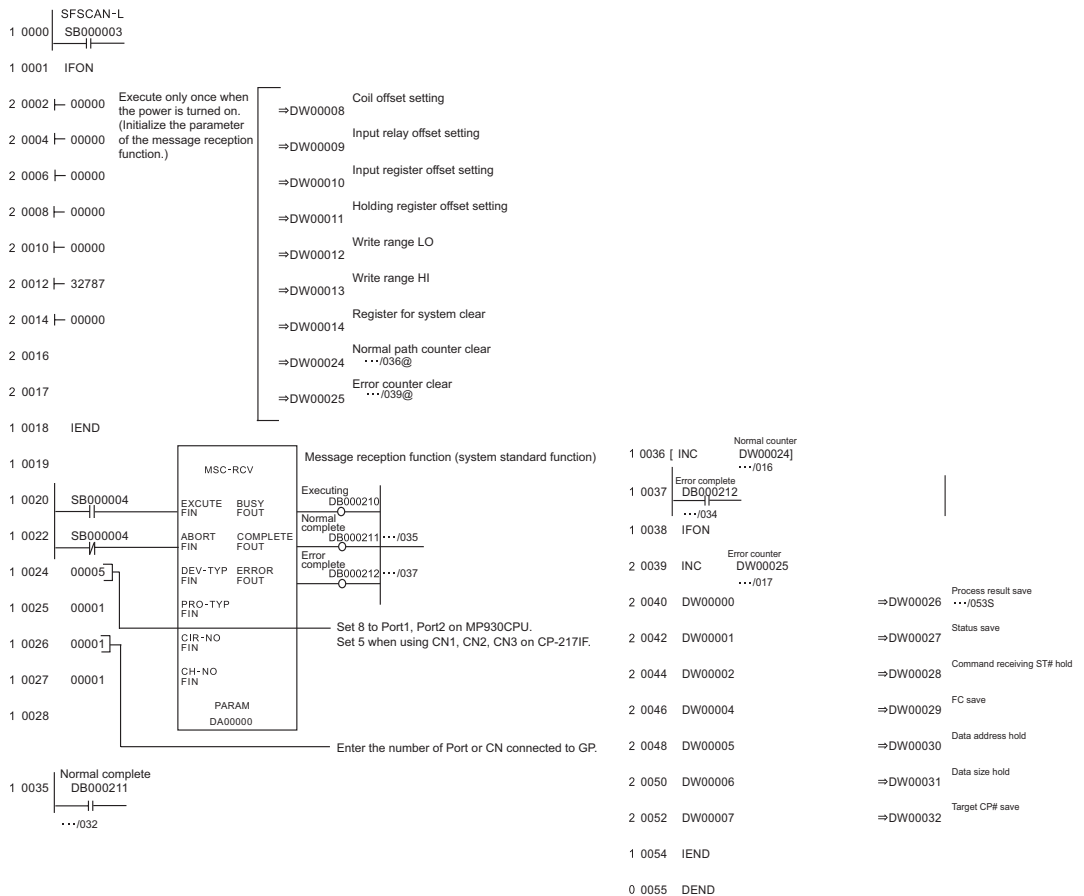 SFSCAN-L
1 0000 SB000003
1 0001 IFON
2 0002 00000 ⇒DW00008 Coil offset setting
Execute only once when
the power is turned on.
(Initialize the parameter
of the message reception
function.)
2 0004 00000 ⇒DW00009 Input relay offset setting
2 0006 00000 ⇒DW00010 Input register offset setting
2 0008 00000 ⇒DW00011 Holding register offset setting
2 0010 00000 ⇒DW00012 Write range LO
2 0012 32787 ⇒DW00013 Write range HI
2 0014 00000 ⇒DW00014 Register for system clear
2 0016 ⇒DW00024 Normal path counter clear
···/036@
2 0017 ⇒DW00025 Error counter clear
···/039@
1 0018 IEND
1 0019 MSC-RCV Message reception function (system standard function)
1 0020 SB000004 EXCUTE BUSY Executing DB000210
FIN FOUT
1 0022 SB000004 ABORT COMPLETE Normal complete DB000211 ···/035
FIN FOUT
1 0024 00005 DEV-TYP ERROR Error complete DB000212 ···/037
FIN FOUT
1 0025 00001 PRO-TYP
FIN
Set 8 to Port1, Port2 on MP930CPU.
Set 5 when using CN1, CN2, CN3 on CP-217IF.
1 0026 00001 CIR-NO
FIN
1 0027 00001 CH-NO
FIN
1 0028 PARAM
DA00000
Enter the number of Port or CN connected to GP.
Normal complete
1 0035 DB000211
···/032
Normal counter
1 0036 [ INC DW00024]
···/016
Error complete
1 0037 DB000212
···/034
1 0038 IFON
Error counter
2 0039 INC DW00025
···/017
2 0040 DW00000 ⇒DW00026 Process result save
···/053S
2 0042 DW00001 ⇒DW00027 Status save
2 0044 DW00002 ⇒DW00028 Command receiving ST# hold
2 0046 DW00004 ⇒DW00029 FC save
2 0048 DW00005 ⇒DW00030 Data address hold
2 0050 DW00006 ⇒DW00031 Data size hold
2 0052 DW00007 ⇒DW00032 Target CP# save
1 0054 IEND
0 0055 DEND